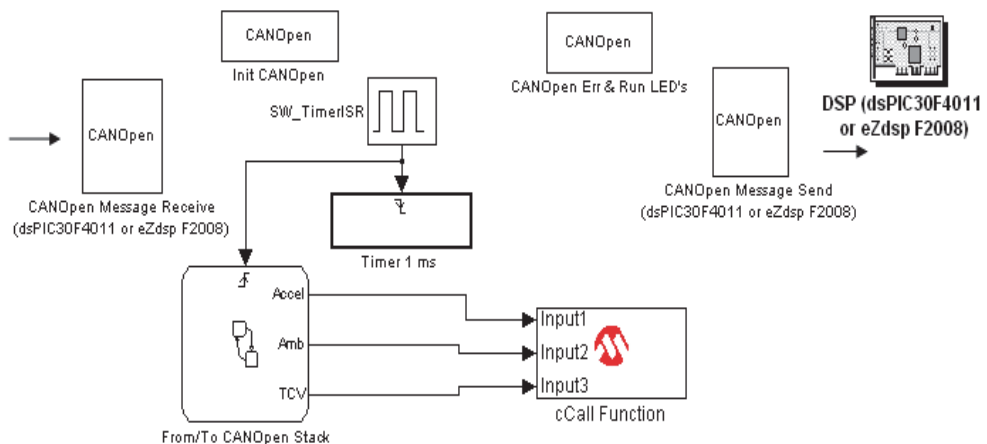 CANOpen
Init CANOpen
CANOpen
CANOpen Err & Run LED's
SW_TimerISR
CANOpen
CANOpen Message Receive
(dsPIC30F4011 or eZdsp F2008)
CANOpen
CANOpen Message Send
(dsPIC30F4011 or eZdsp F2008)
DSP (dsPIC30F4011
or eZdsp F2008)
Timer 1 ms
Accel
Amb
TCV
From/To CANOpen Stack
Input1
Input2
Input3
cCall Function